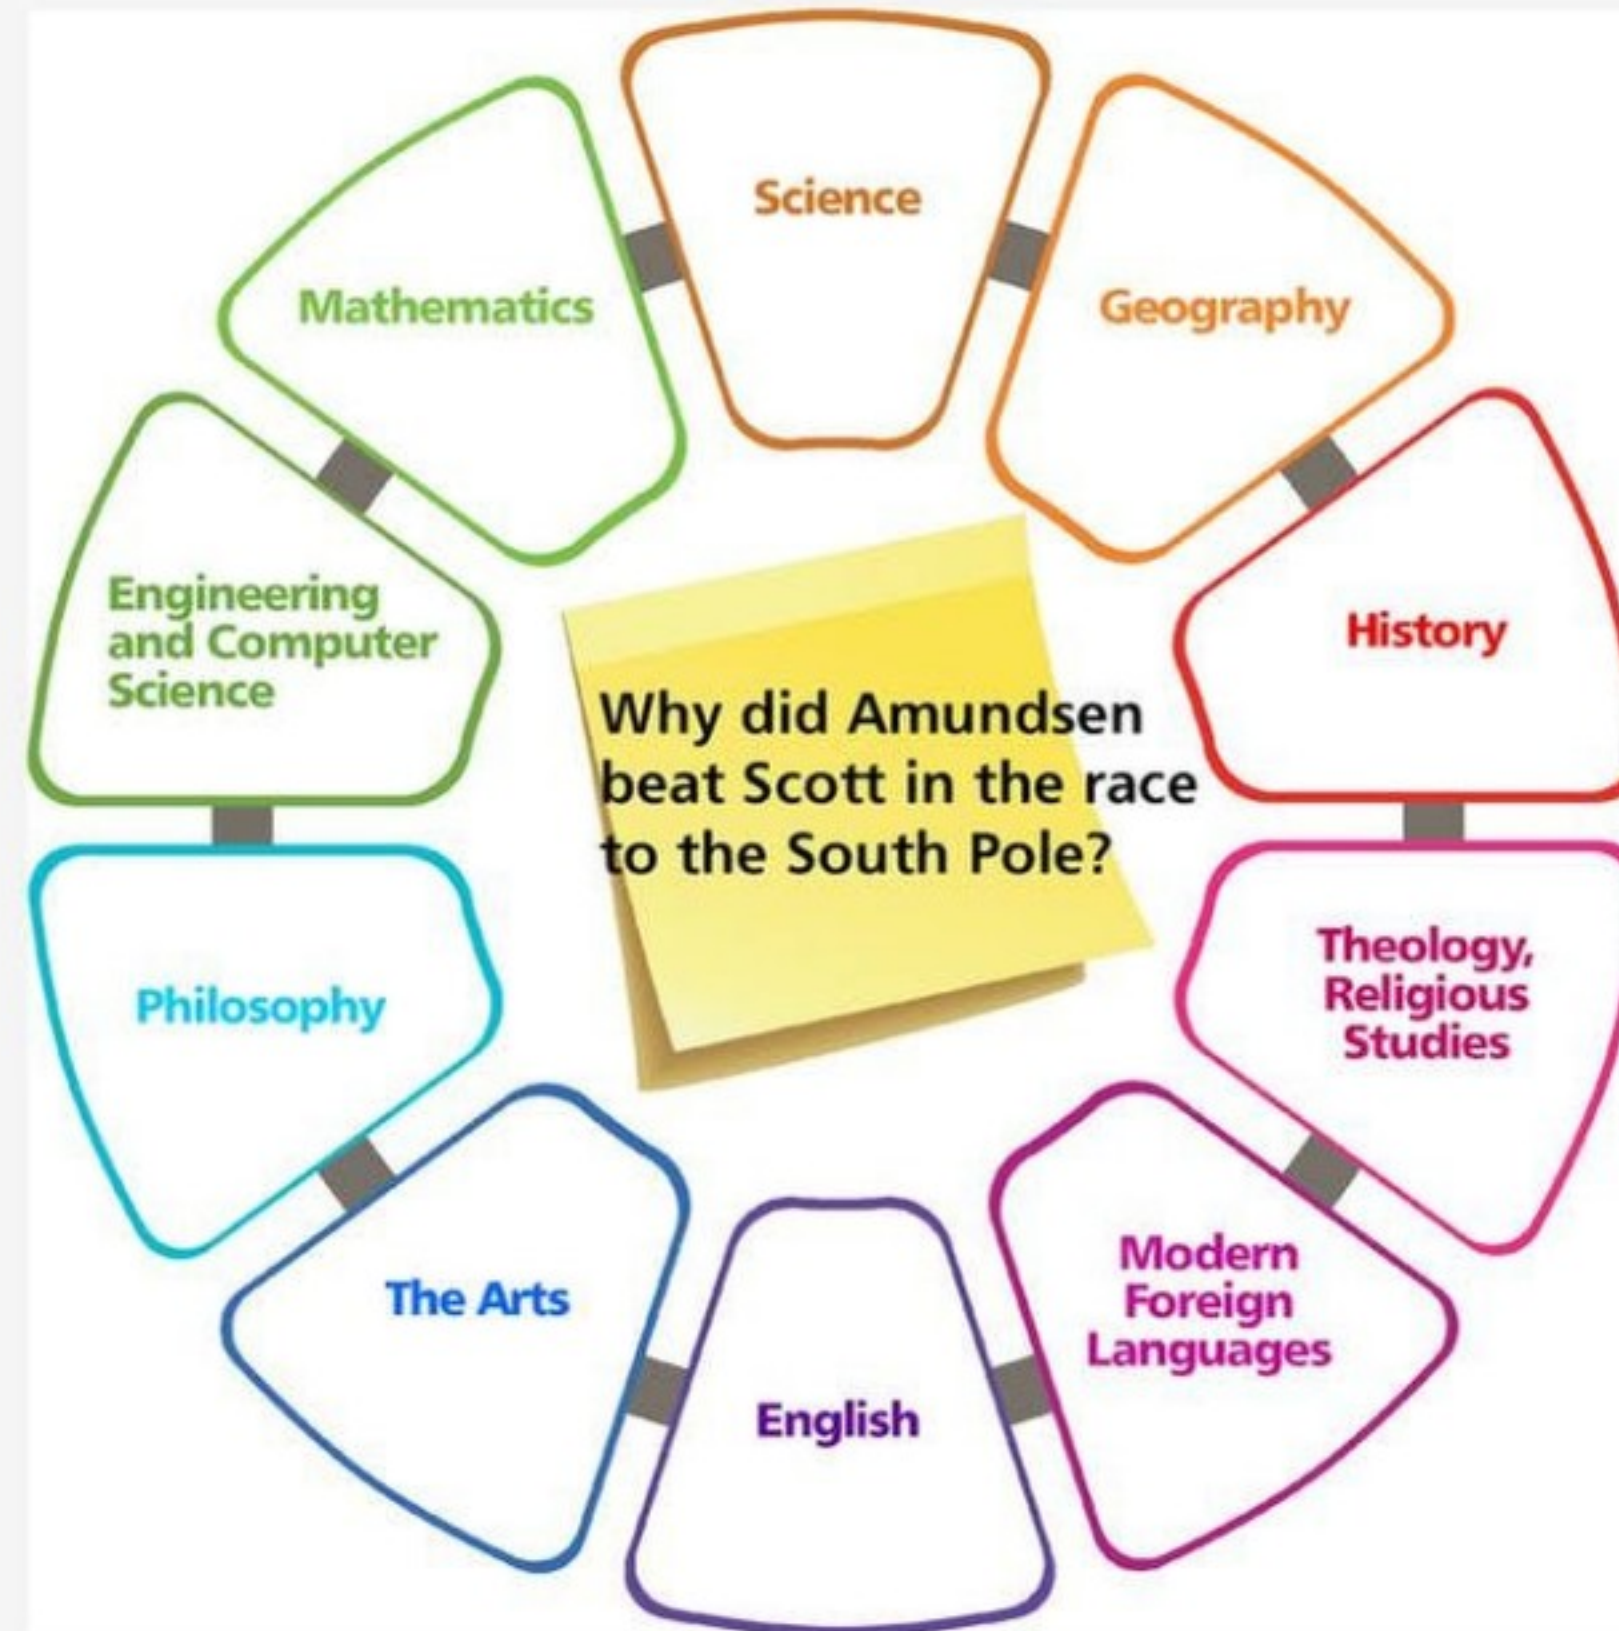 Science
Mathematics
Geography
Engineering
and Computer
Science
History
Why did Amundsen
beat Scott in the race
to the South Pole?
Philosophy
Theology,
Religious
Studies
The Arts
Modern
Foreign
Languages
English